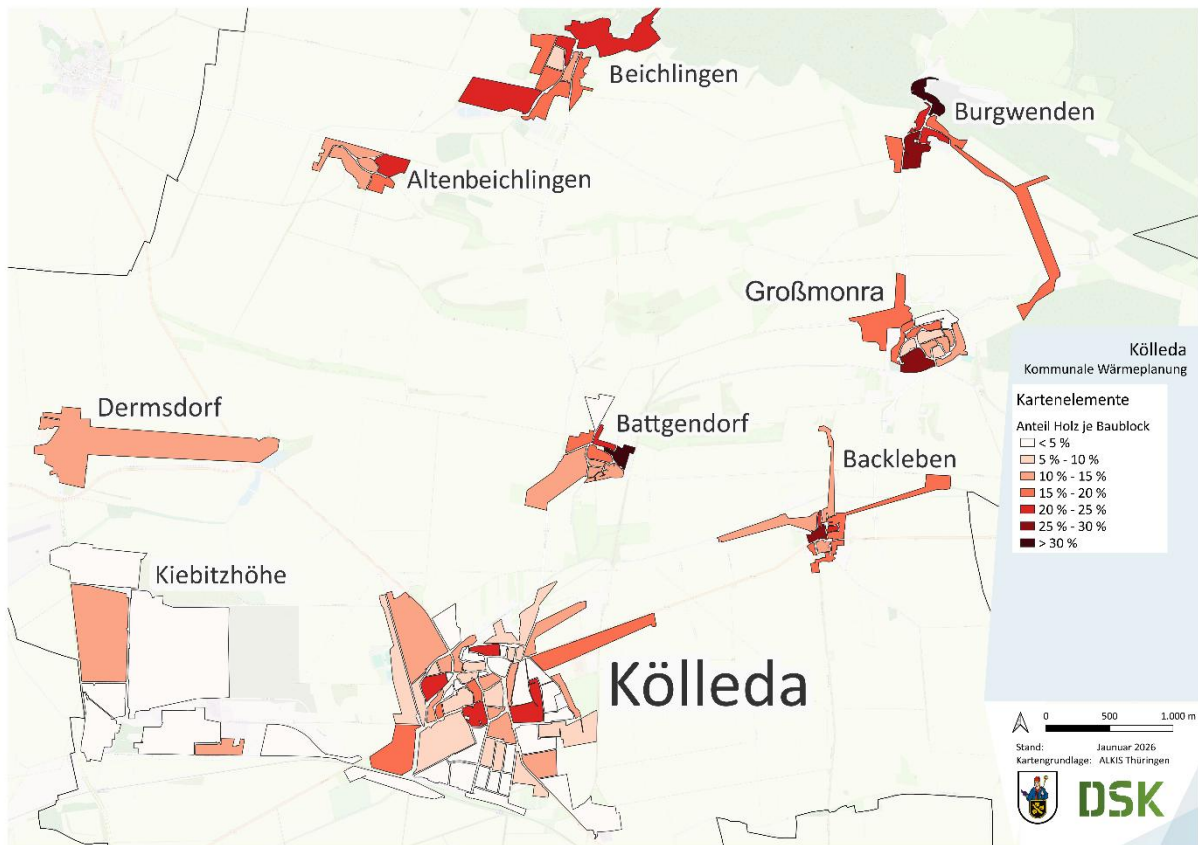 Beichlingen
Burgwenden
Altenbeichlingen
Großmonra
Kölleda
Kommunale Wärmeplanung
Kartenelemente
Anteil Holz je Baublock
< 5 %
5 % - 10 %
10 % - 15 %
15 % - 20 %
20 % - 25 %
25 % - 30 %
> 30 %
Dermsdorf
Battgendorf
Backleben
Kiebitzhöhe
Kölleda
0 500 1.000 m
Stand: Jaunuar 2026
Kartengrundlage: ALKIS Thüringen
DSK